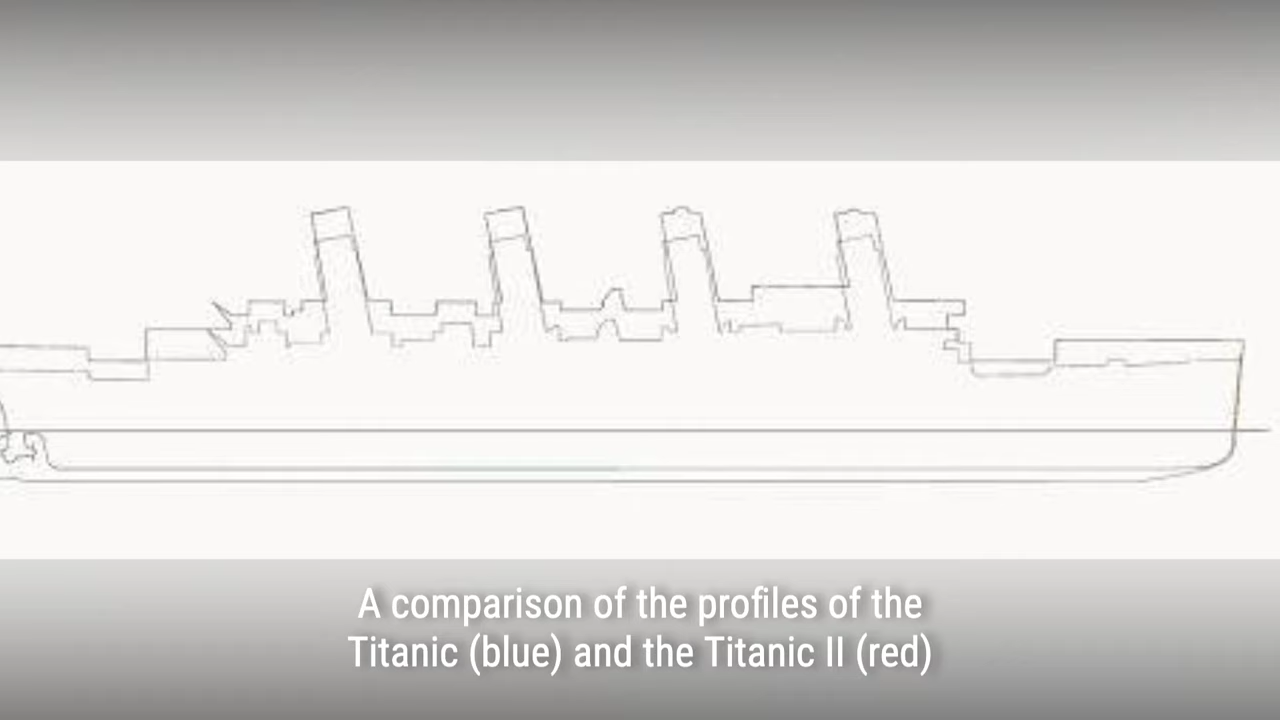 A comparison of the profiles of the
Titanic (blue) and the Titanic II (red)